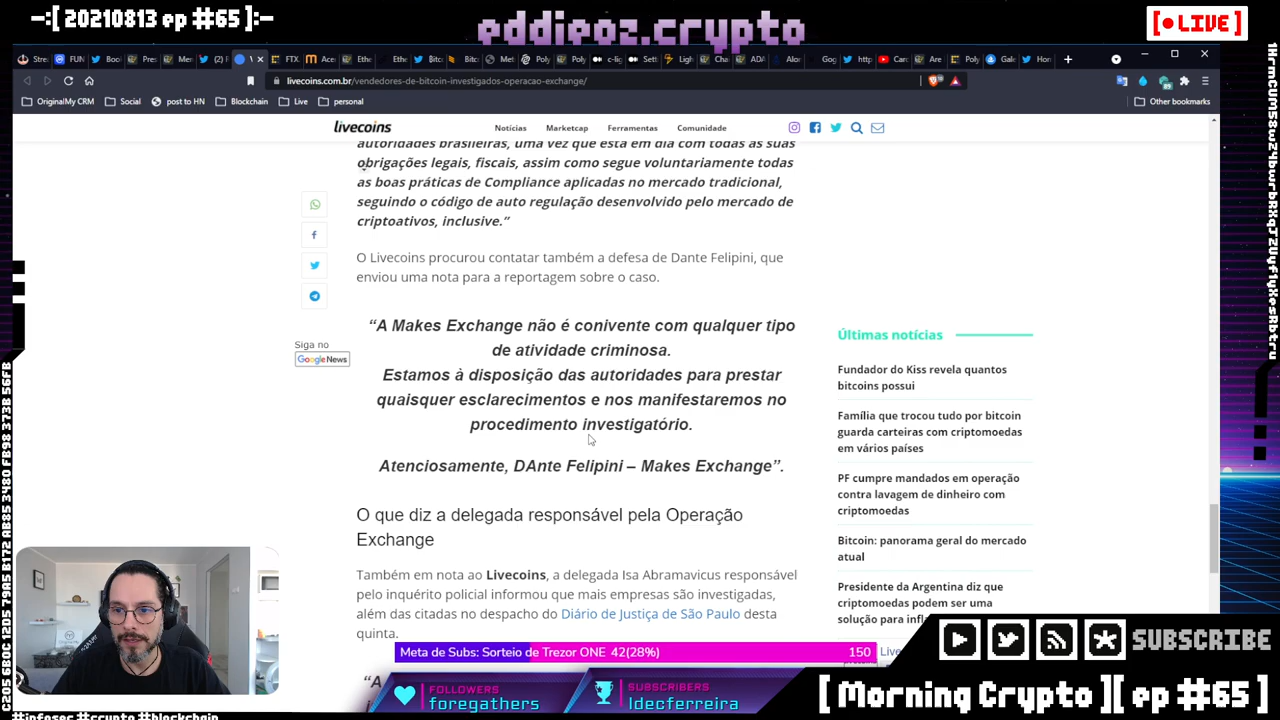 -:[ 20210813 ep #65]:-
eddieoz.crypto
[ LIVE ]
livecoins.com.br/vendedores-de-bitcoin-investigados-operacao-exchange/
OriginalMy CRM
Social
post to HN
Blockchain
Live
personal
Other bookmarks
livecoins
Notícias
Marketcap
Ferramentas
Comunidade
autoridades brasileiras, uma vez que está em dia com todas as suas
obrigações legais, fiscais, assim como segue voluntariamente todas
as boas práticas de Compliance aplicadas no mercado tradicional,
seguindo o código de auto regulação desenvolvido pelo mercado de
criptoativos, inclusive.”
O Livecoins procurou contatar também a defesa de Dante Felipini, que
enviou uma nota para a reportagem sobre o caso.
“A Makes Exchange não é conivente com qualquer tipo
de atividade criminosa.
Estamos à disposição das autoridades para prestar
quaisquer esclarecimentos e nos manifestaremos no
procedimento investigatório.
Atenciosamente, DAnte Felipini – Makes Exchange”.
O que diz a delegada responsável pela Operação
Exchange
Também em nota ao Livecoins, a delegada Isa Abramavicus responsável
pelo inquérito policial informou que mais empresas são investigadas,
além das citadas no despacho do Diário de Justiça de São Paulo desta
quinta.
Siga no
Google News
Últimas notícias
Fundador do Kiss revela quantos
bitcoins possui
Família que trocou tudo por bitcoin
guarda carteiras com criptomoedas
em vários países
PF cumpre mandados em operação
contra lavagem de dinheiro com
criptomoedas
Bitcoin: panorama geral do mercado
atual
Presidente da Argentina diz que
criptomoedas podem ser uma
Meta de Subs: Sorteio de Trezor ONE 42(28%)
150
FOLLOWERS
foregathers
SUBSCRIBERS
ldecferreira
SUBSCRIBE
[ Morning Crypto ][ ep #65 ]
#infosec #crypto #blockchain